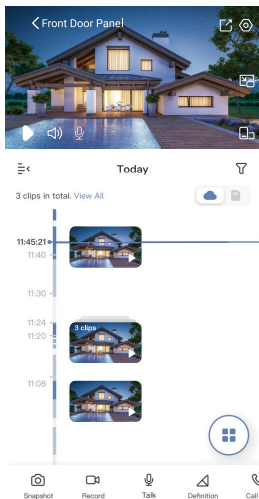 Front Door Panel
Today
3 clips in total. View All
11:45:21
11:40
11:30
11:24
3 clips
11:20
11:08
Snapshot Record Talk Definition Call